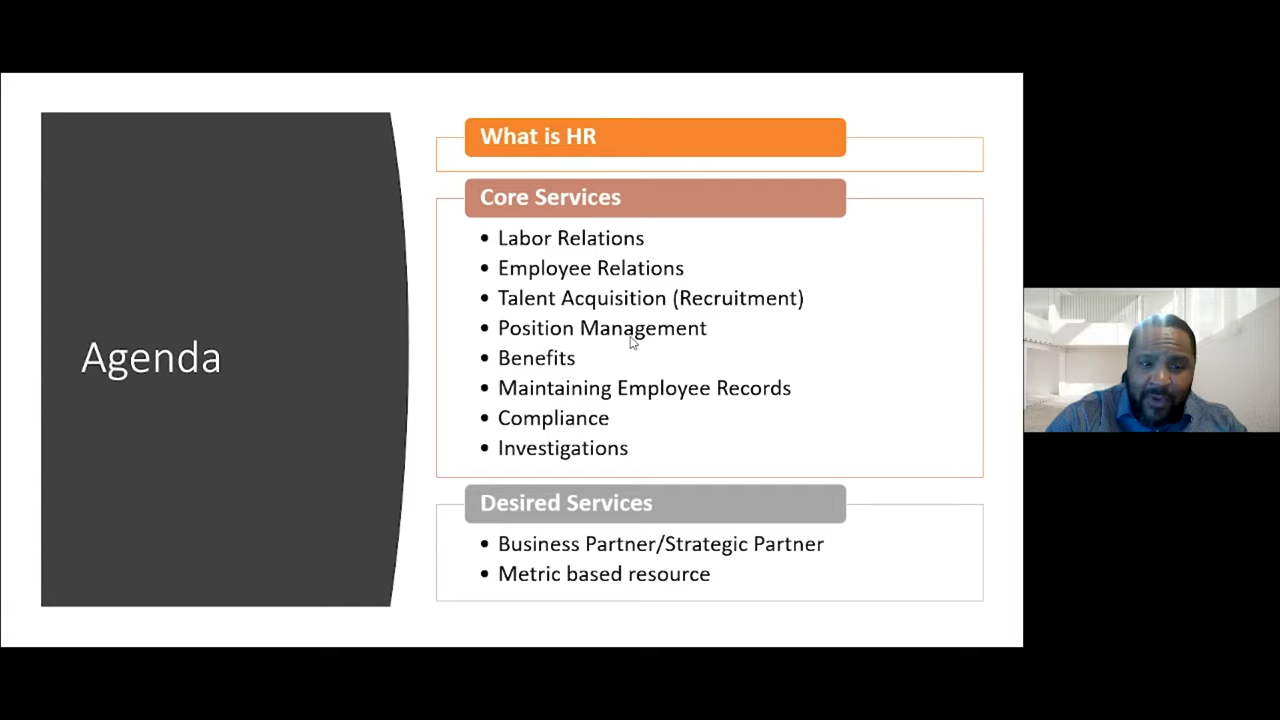 Agenda
What is HR
Core Services
• Labor Relations
• Employee Relations
• Talent Acquisition (Recruitment)
• Position Management
• Benefits
• Maintaining Employee Records
• Compliance
• Investigations
Desired Services
• Business Partner/Strategic Partner
• Metric based resource